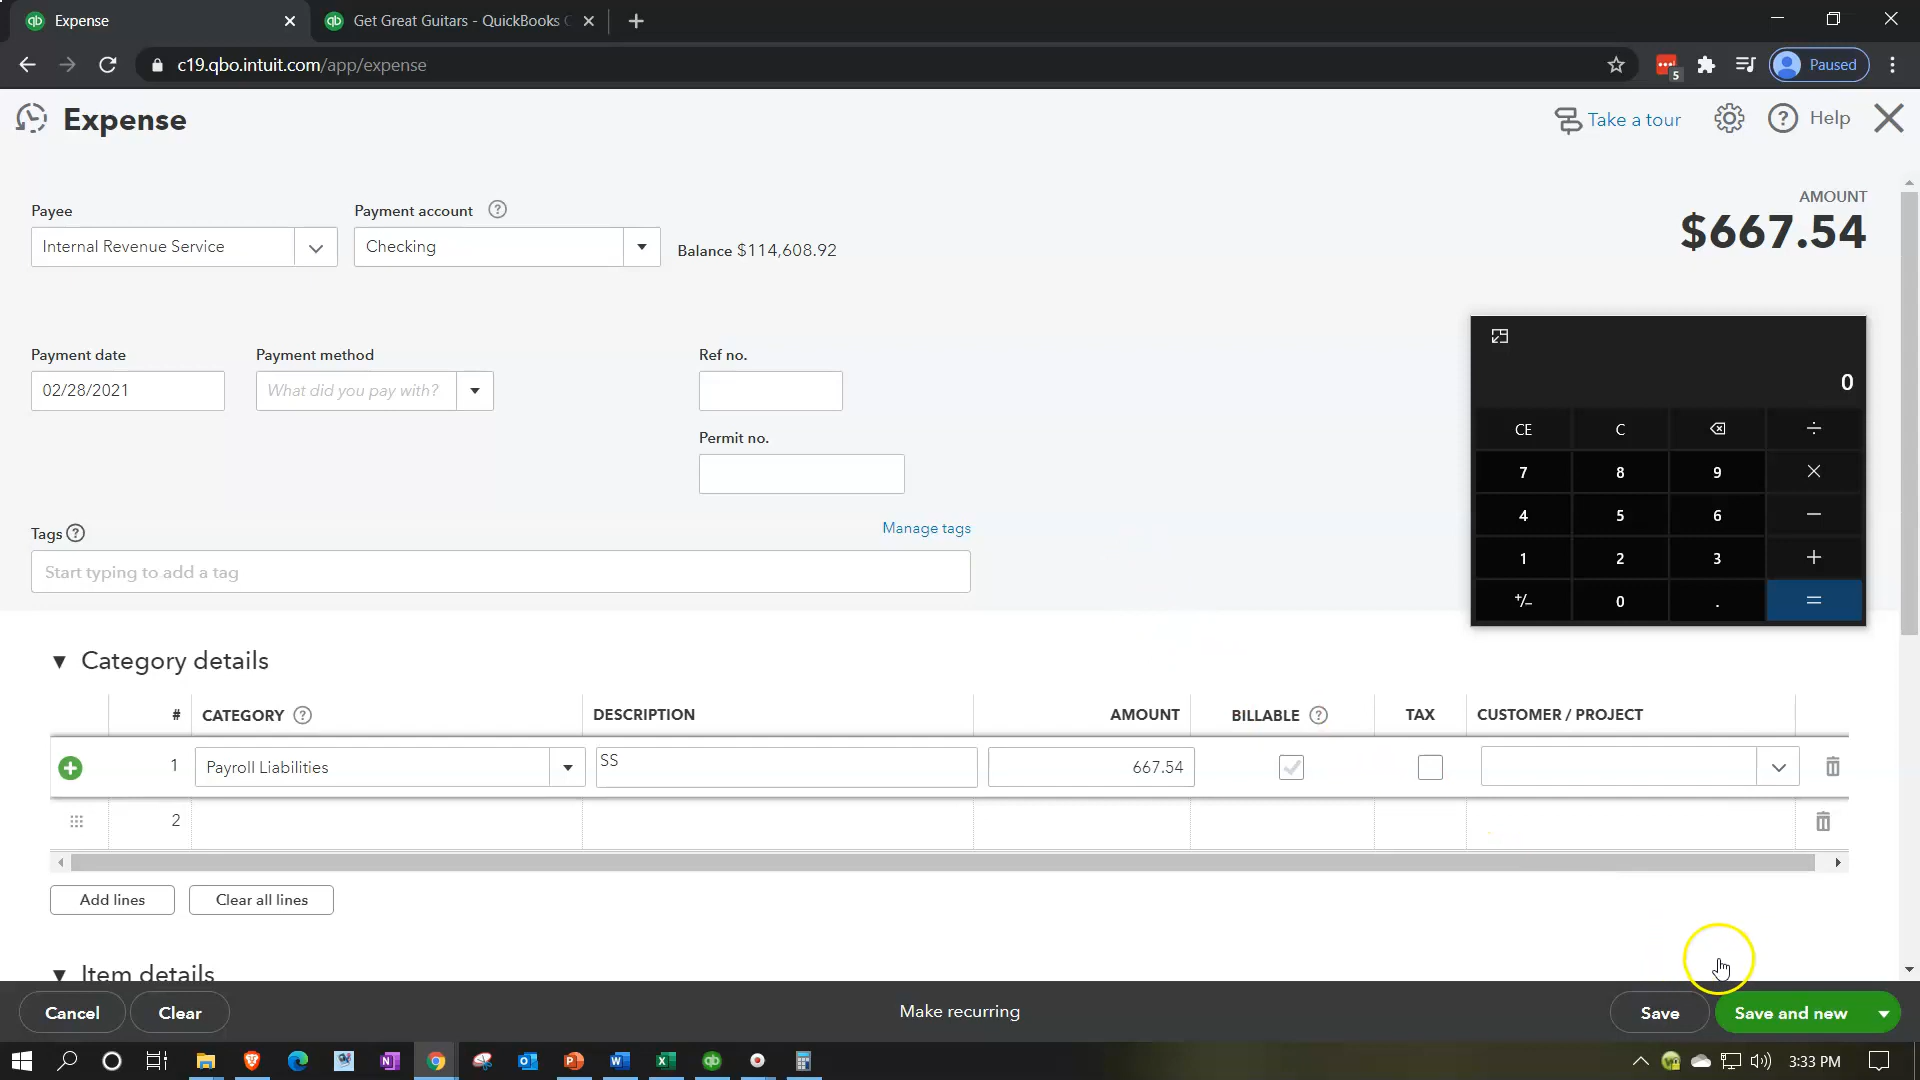 Expense
Get Great Guitars - QuickBooks
c19.qbo.intuit.com/app/expense
5
Paused
Expense
Take a tour
Help
Payee
Payment account
AMOUNT
Internal Revenue Service
Checking
Balance $114,608.92
$667.54
Payment date
Payment method
Ref no.
02/28/2021
What did you pay with?
0
Permit no.
CE C ÷
7 8 9 ×
4 5 6 −
1 2 3 +
+/− 0 . =
Tags
Manage tags
Start typing to add a tag
Category details
# CATEGORY DESCRIPTION AMOUNT BILLABLE TAX CUSTOMER / PROJECT
1 Payroll Liabilities SS 667.54
2
Add lines
Clear all lines
Item details
Cancel
Clear
Make recurring
Save
Save and new
3:33 PM